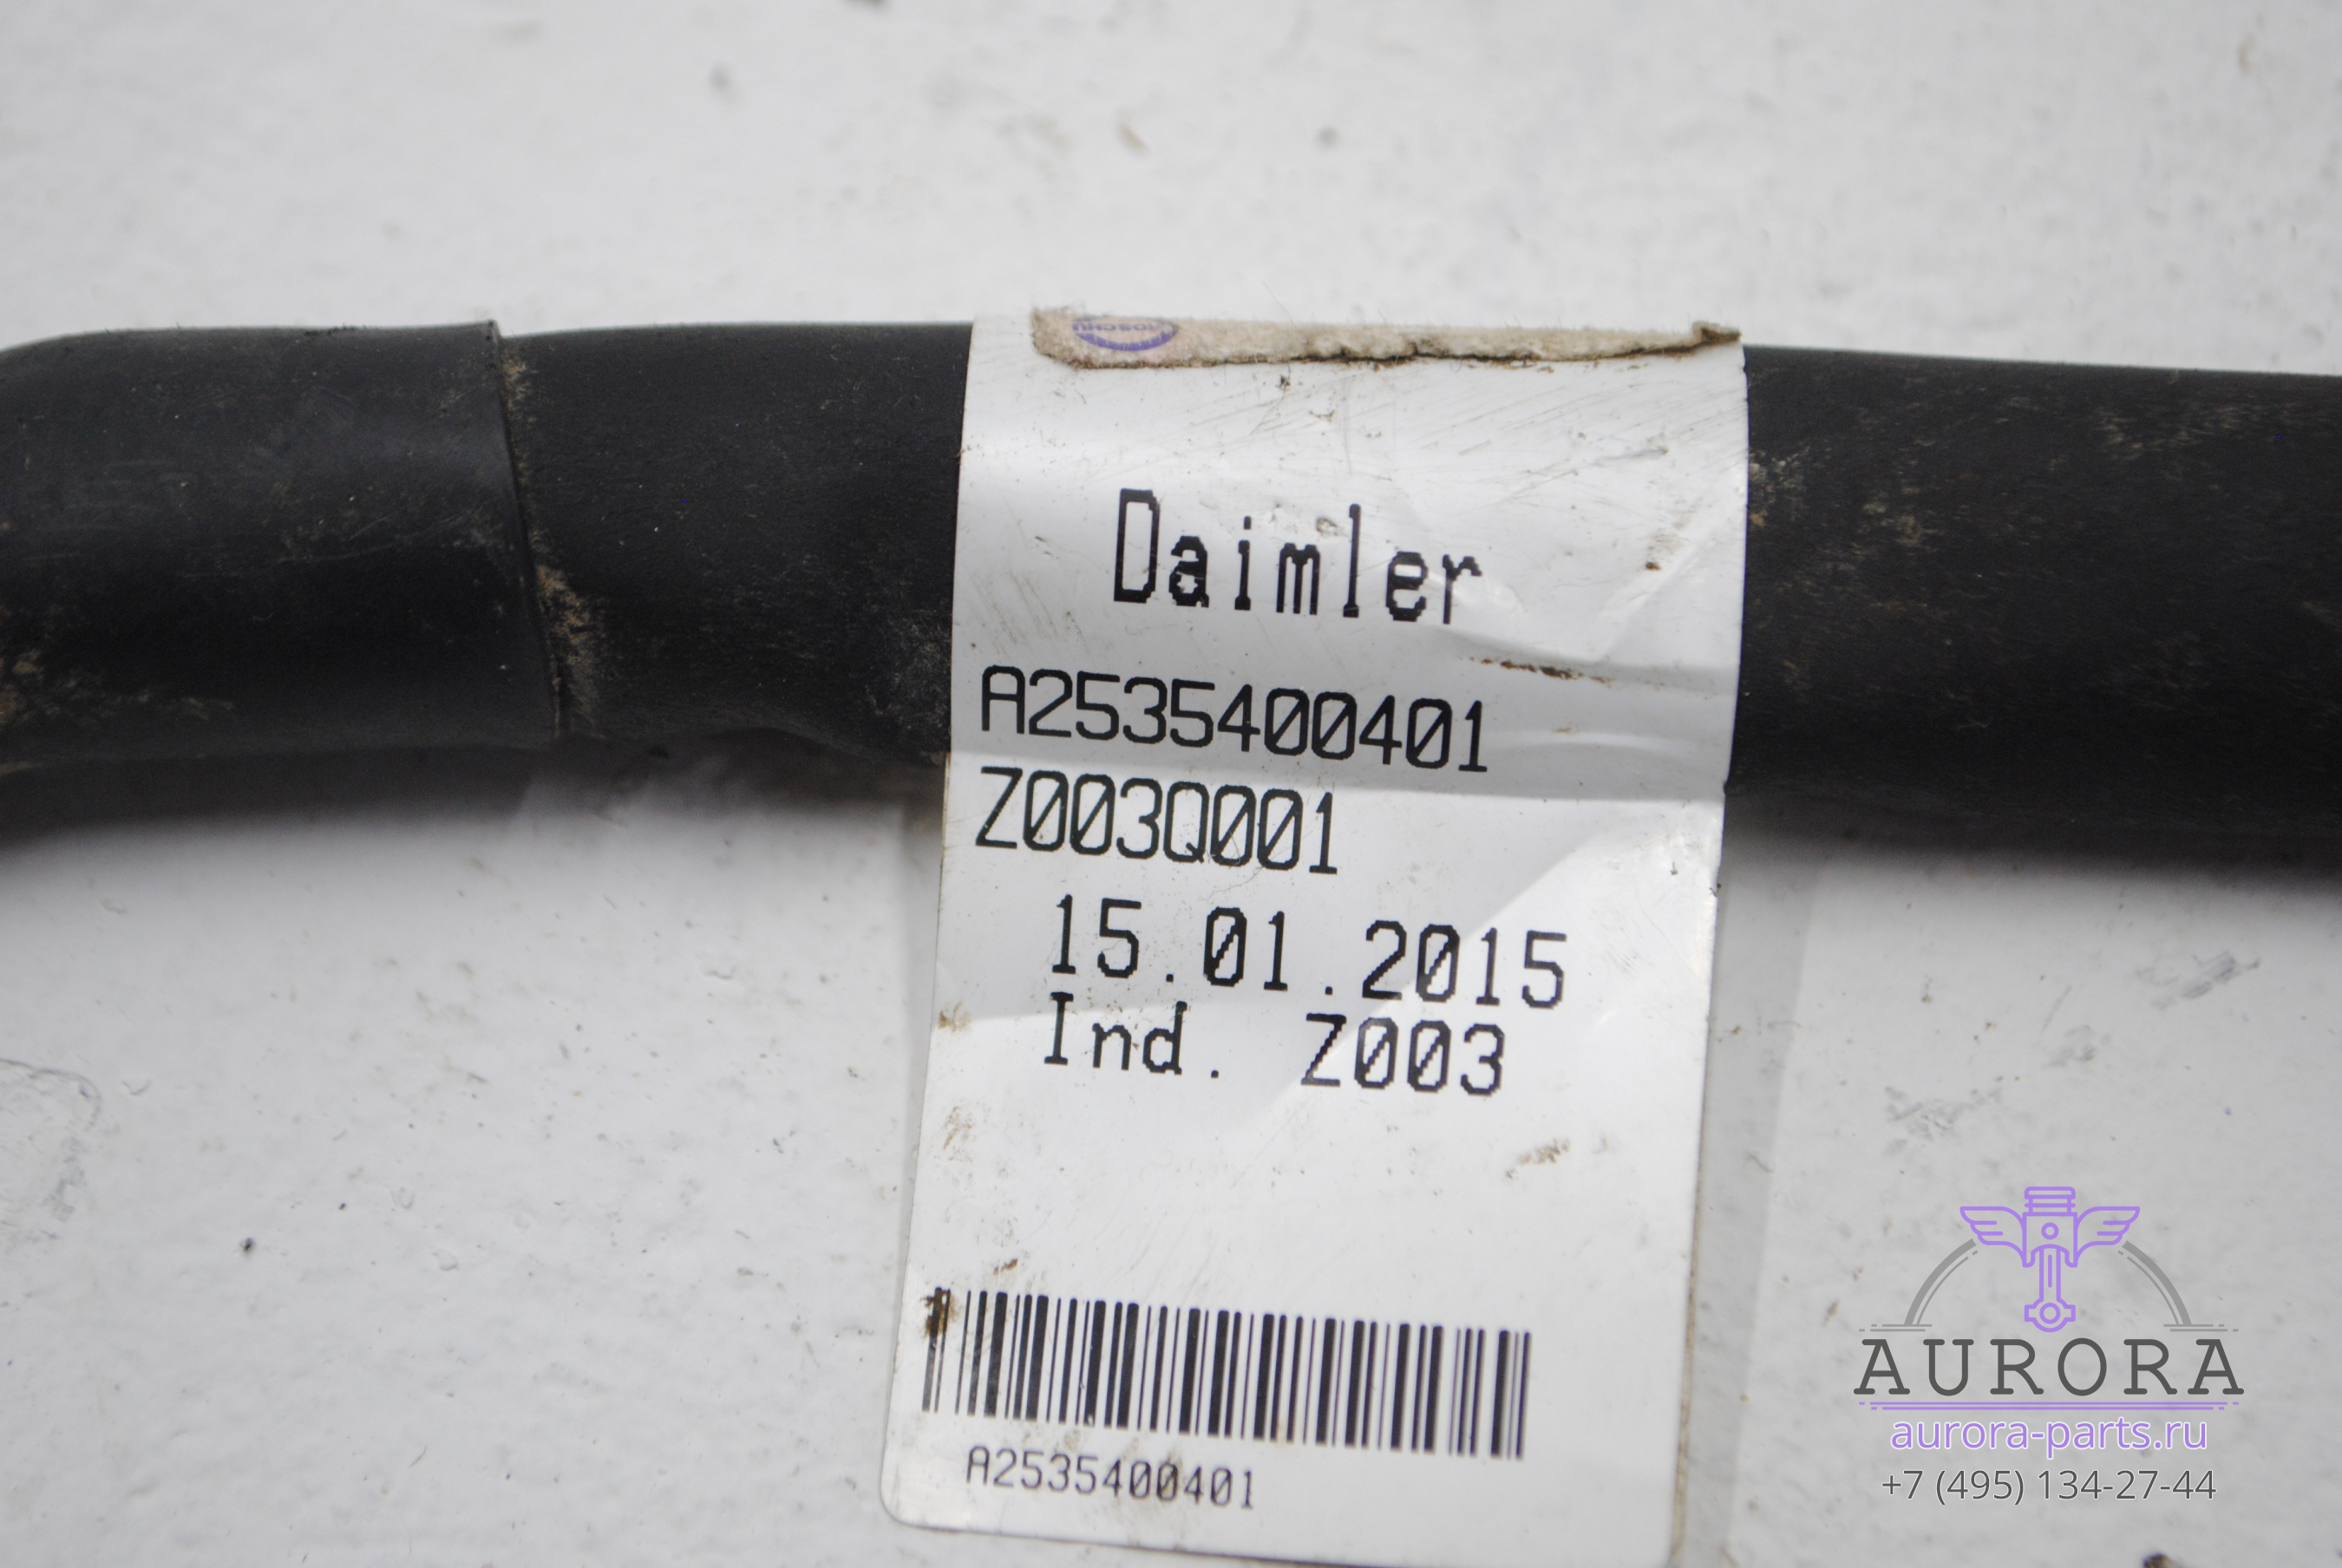 Daimler
A2535400401
Z003Q001
15.01.2015
Ind. Z003
A2535400401
AURORA
aurora-parts.ru
+7 (495) 134-27-44